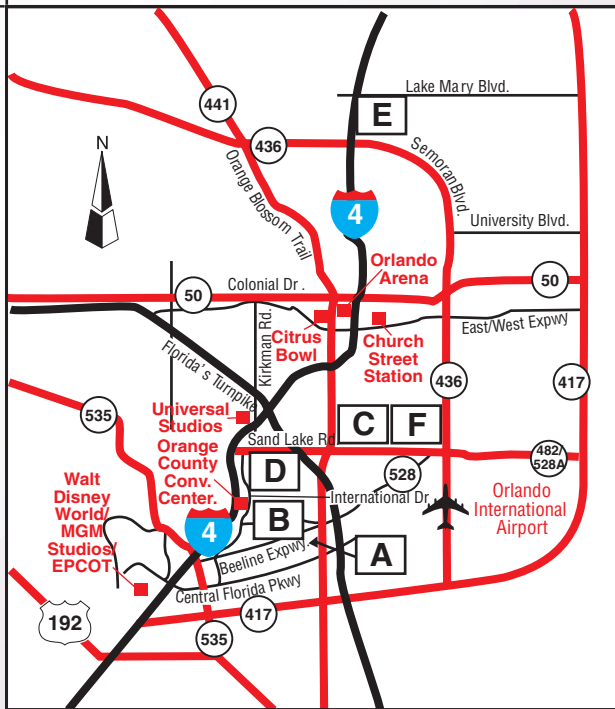 Lake Mary Blvd.
E
441
N
436
Semoran Blvd.
Orange Blossom Trail
4
University Blvd.
Orlando
Arena
Colonial Dr .
50
50
Kirkman Rd.
East/West Expwy
Citrus
Bowl
Church
Street
Station
Florida's Turnpike
436
417
535
Universal
Studios
C
F
Sand Lake Rd.
Orange
County
Conv.
Center.
482/
528A
D
528
Walt
Disney
World/
MGM
Studios/
EPCOT
International Dr.
Orlando
International
Airport
4
B
A
Beeline Expwy.
Central Florida Pkwy
192
417
535